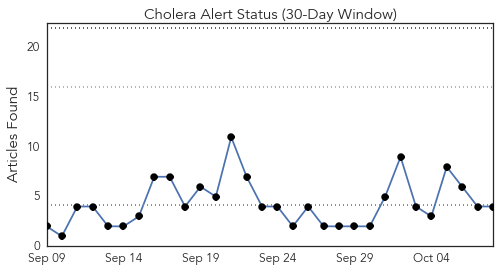 Cholera Alert Status (30-Day Window)
Articles Found
20
15
10
5
0
Sep 09 Sep 14 Sep 19 Sep 24 Sep 29 Oct 04